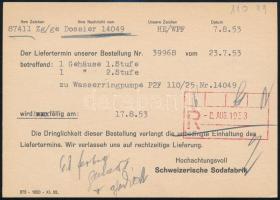 Ihre Zeichen Ihre Nachricht vom Unsere Zeichen Datum
87411 Zg/ge Dossier 14049 HE/WPF 7.8.53
Der Liefertermin unserer Bestellung Nr. 39968 vom 23.7.53
betreffend: 1 Gehäuse 1.Stufe
1 " 2.Stufe
zu Wasserringpumpe P2F 110/25 Nr.14049
wird fällig am: 17.8.53
Die Dringlichkeit dieser Bestellung verlangt die unbedingte Einhaltung des
Liefertermins. Wir verlassen uns auf rechtzeitige Lieferung.
R - 8. AUG. 1953
Hochachtungsvoll
Schweizerische Sodafabrik